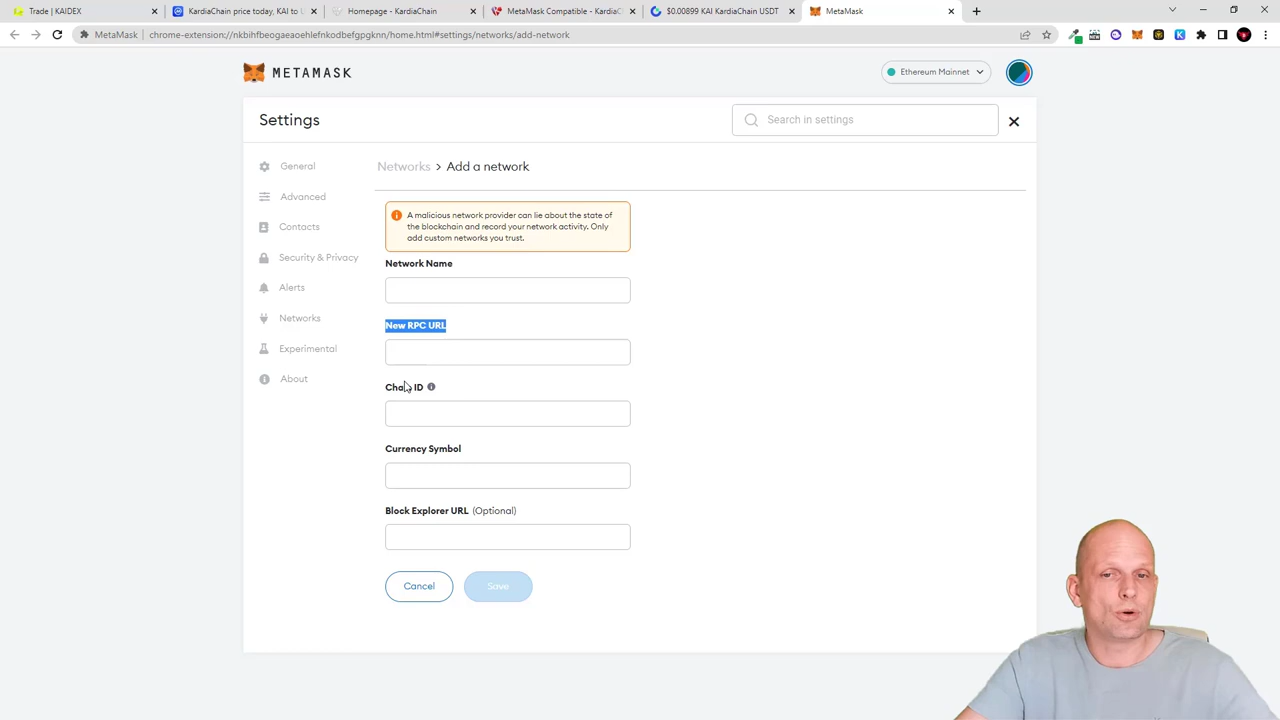 Trade | KAIDEX
KardiaChain price today, KAI to U
Homepage - KardiaChain
MetaMask Compatible - KardiaC
$0.00899 KAI KardiaChain USDT
MetaMask
MetaMask
chrome-extension://nkbihfbeogaeaoehlefnkodbefgpgknn/home.html#settings/networks/add-network
METAMASK
Ethereum Mainnet
Settings
Search in settings
General
Advanced
Contacts
Security & Privacy
Alerts
Networks
Experimental
About
Networks > Add a network
A malicious network provider can lie about the state of
the blockchain and record your network activity. Only
add custom networks you trust.
Network Name
New RPC URL
Chain ID
Currency Symbol
Block Explorer URL (Optional)
Cancel
Save